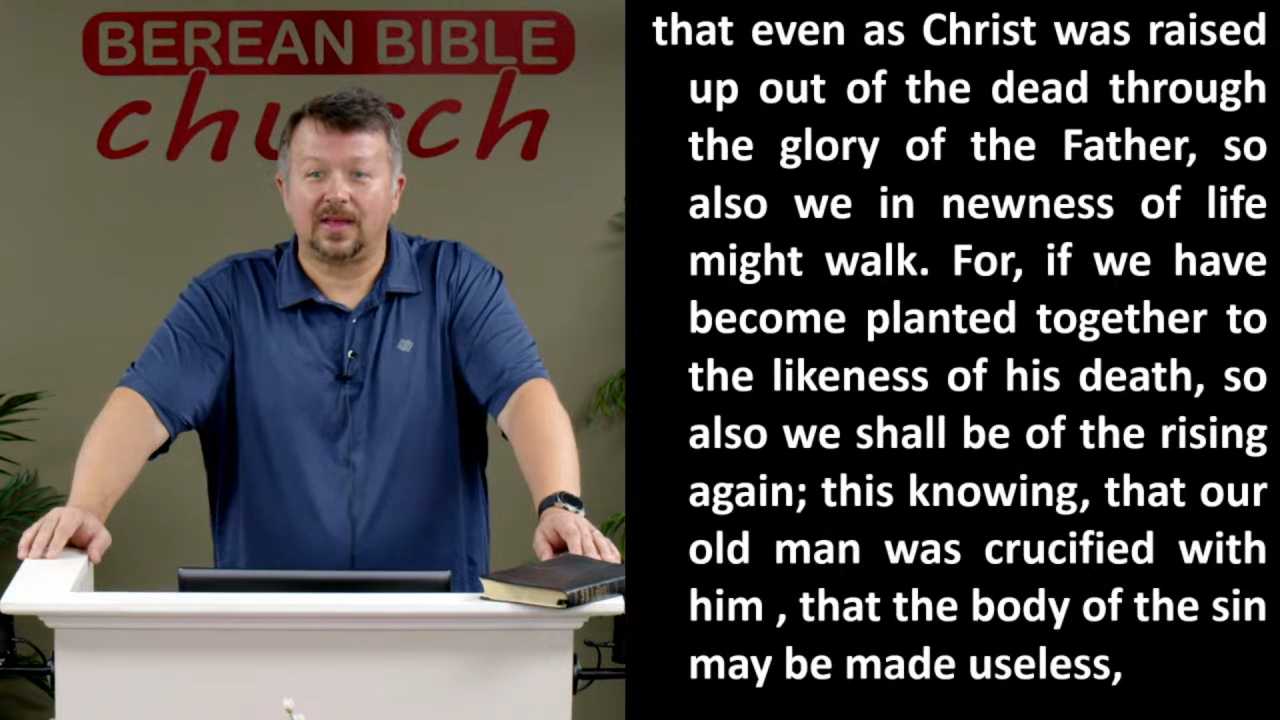 BEREAN BIBLE
church
that even as Christ was raised
up out of the dead through
the glory of the Father, so
also we in newness of life
might walk. For, if we have
become planted together to
the likeness of his death, so
also we shall be of the rising
again; this knowing, that our
old man was crucified with
him , that the body of the sin
may be made useless,